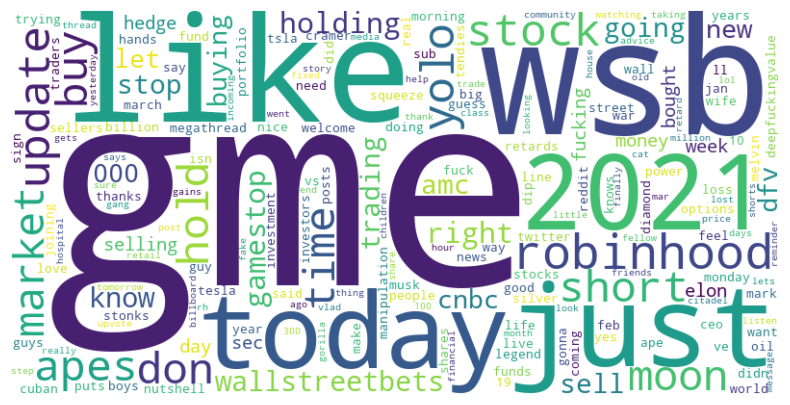 trying
thread
hedge
holding
morning
community
watching
taking
years
like
wsb
stock
going
new
update
buy
hands
let
stop
fund
say
traders
yesterday
march
buying
tsla
cramer
media
did
portfolio
real
need
story
squeeze
sub
tendies
yolo
trade
advice
fixed
help
big
guess
thank
class
doing
house
wall
old
street
war
lol
bought
retard
ll
jan
wife
deepfuckingvalue
sellers
billion
sign
gets
megathread
nice
went
incoming
welcome
gme
2021
000
says
thanks
sure
gang
gains
post
isn
hold
vs
end
trading
investors
posts
fuck
retards
amc
dip
line
looking
fucking
reddit
finally
cat
million
money
knows
diamond
little
power
options
week
10
loss
lost
price
shorts
melvin
dfv
mar
days
market
joining
selling
hospital
love
know
guy
retail
fake
gamestop
investment
share
children
time
right
hour
way
news
twitter
stocks
fellow
friends
feel
robinhood
reminder
stonks
tomorrow
upvote
tesla
billboard
rh
ago
said
thing
musk
people
manipulation
vlad
cnbc
good
silver
short
monday
elon
citadel
lets
mark
guys
really
apes
don
day
year
sec
300
gorilla
make
100
shares
financial
today
just
life
month
live
legend
gonna
yes
feb
ape
coming
look
ceo
ve
want
oil
listen
didn
message
step
cuban
puts
boys
nutshell
wallstreetbets
funds
19
sell
moon
world